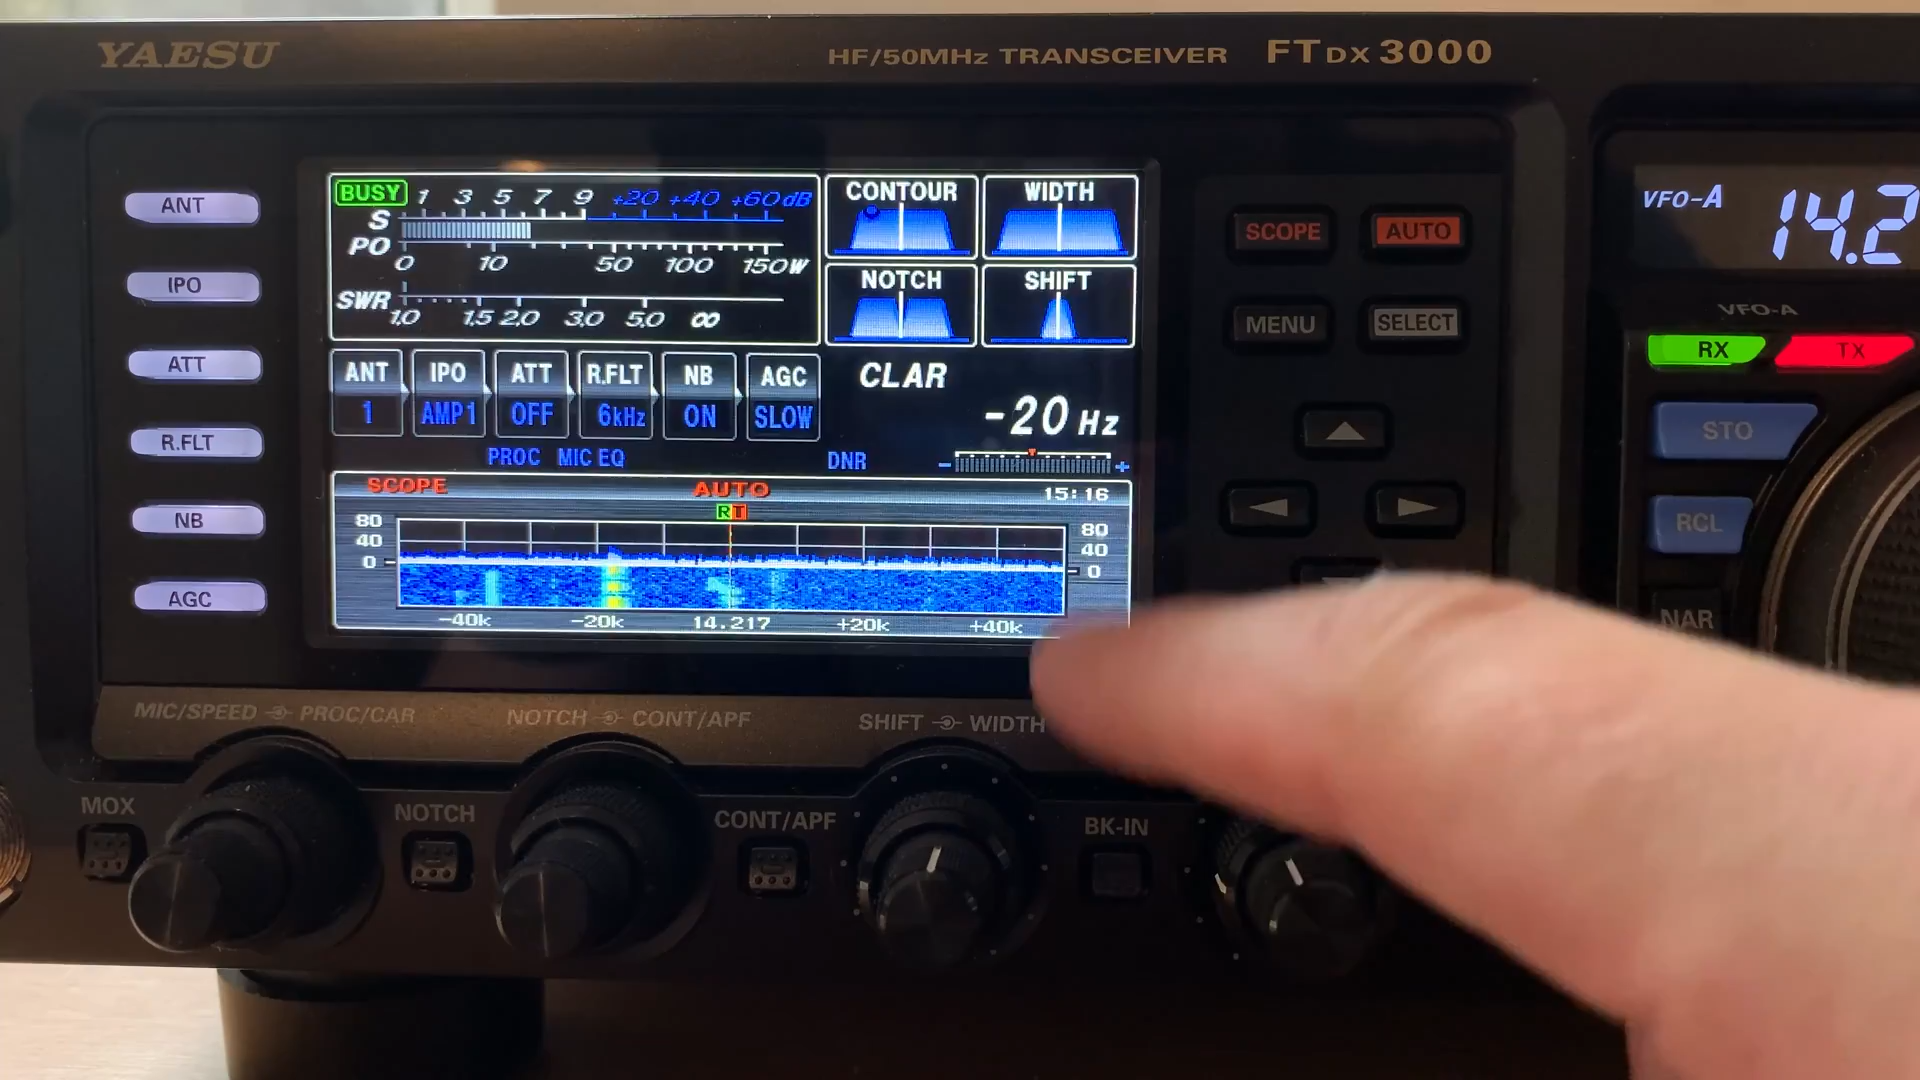 YAESU
HF/50MHz TRANSCEIVER FTDX3000
BUSY 1 3 5 7 9 +20 +40 +60dB
S
PO
0 10 50 100 150W
SWR
1.0 1.5 2.0 3.0 5.0 ∞
CONTOUR WIDTH
NOTCH SHIFT
ANT IPO ATT R.FLT NB AGC
1 AMP1 OFF 6kHz ON SLOW
CLAR
-20 Hz
PROC MIC EQ DNR - +
SCOPE AUTO 15:16
R T
80 80
40 40
0 0
-40k -20k 14.217 +20k +40k
ANT
IPO
ATT
R.FLT
NB
AGC
SCOPE AUTO
MENU SELECT
VFO-A 14.2
VFO-A
RX TX
STO
RCL
NAR
MIC/SPEED PROC/CAR NOTCH CONT/APF SHIFT WIDTH
MOX NOTCH CONT/APF BK-IN